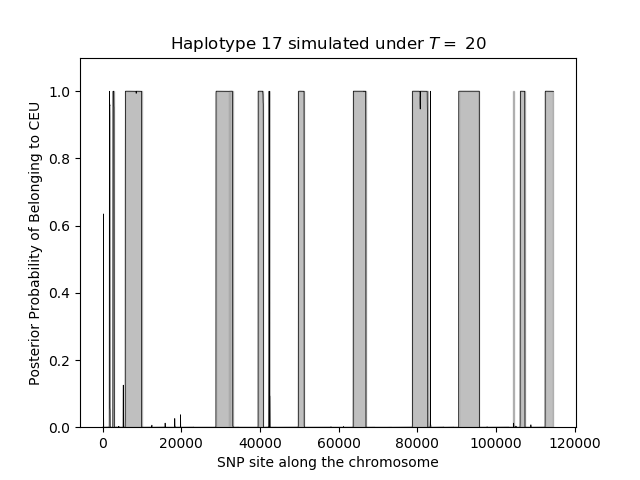 Haplotype 17 simulated under T = 20
Posterior Probability of Belonging to CEU
1.0
0.8
0.6
0.4
0.2
0.0
0 20000 40000 60000 80000 100000 120000
SNP site along the chromosome